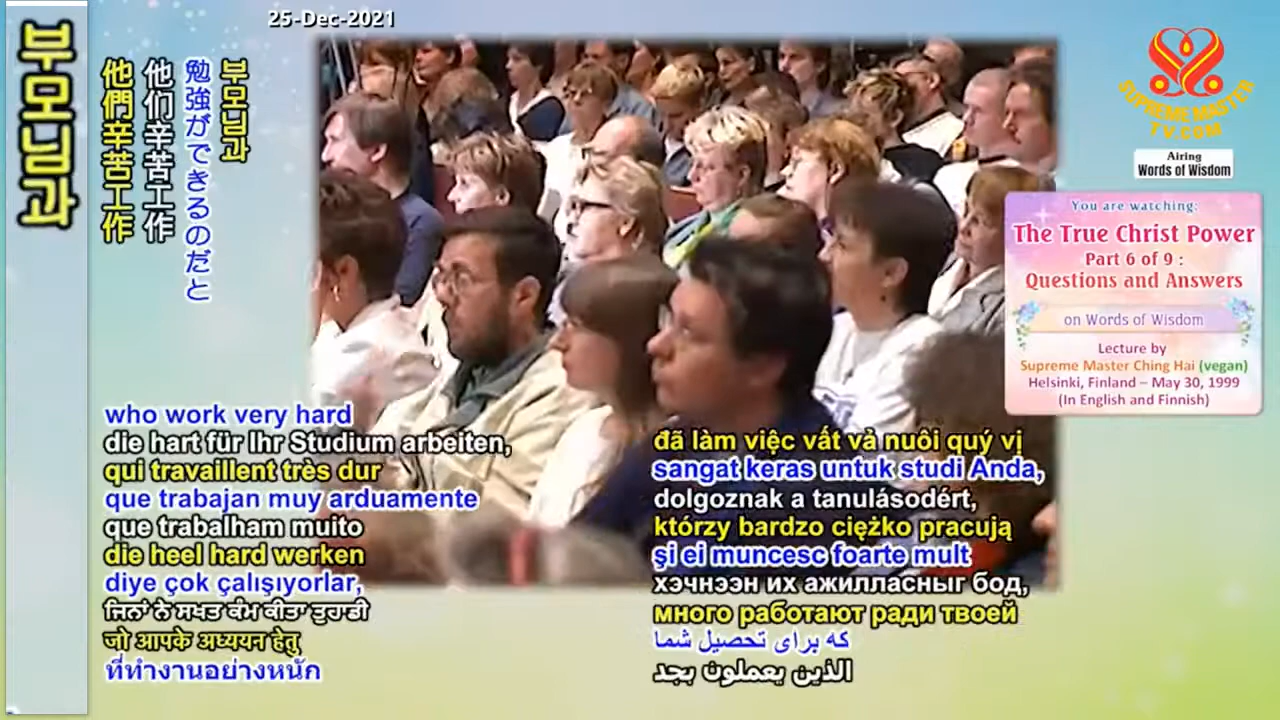 25-Dec-2021
부모님과
부모님과
勉強ができるのだと
他们辛苦工作
他們辛苦工作
SUPREME MASTER
TV.COM
Airing
Words of Wisdom
You are watching:
The True Christ Power
Part 6 of 9 :
Questions and Answers
on Words of Wisdom
Lecture by
Supreme Master Ching Hai (vegan)
Helsinki, Finland – May 30, 1999
(In English and Finnish)
who work very hard
die hart für Ihr Studium arbeiten,
qui travaillent très dur
que trabajan muy arduamente
que trabalham muito
die heel hard werken
diye çok çalışıyorlar,
ਜਿਨਾਂ ਨੇ ਸਖਤ ਕੰਮ ਕੀਤਾ ਤੁਹਾਡੀ
जो आपके अध्ययन हेतु
ที่ทำงานอย่างหนัก
đã làm việc vất vả nuôi quý vị
sangat keras untuk studi Anda,
dolgoznak a tanulásodért,
którzy bardzo ciężko pracują
şi ei muncesc foarte mult
хэчнээн их ажилласныг бод,
много работают ради твоей
که برای تحصیل شما
الذين يعملون بجد